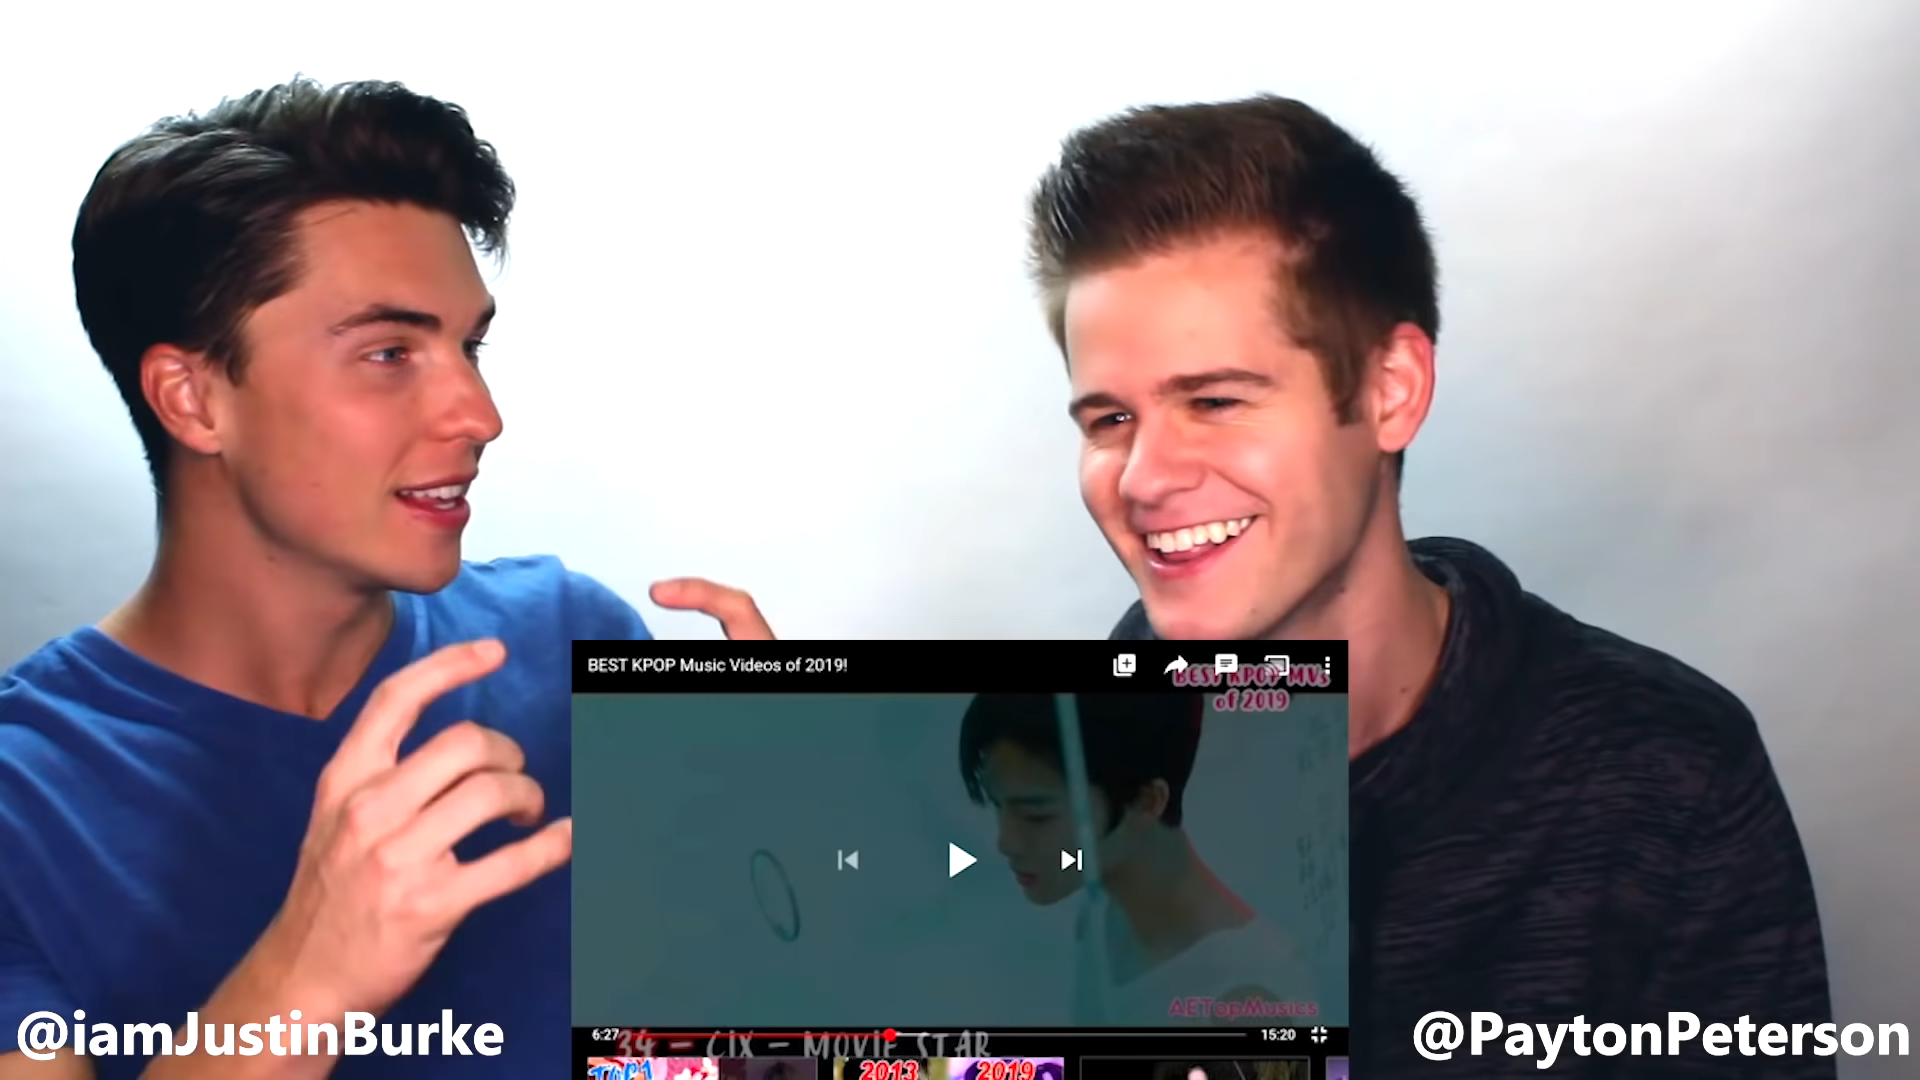 BEST KPOP Music Videos of 2019!
BEST KPOP MVs
of 2019
AETopMusics
6:27
34 - CIX - MOVIE STAR
15:20
TOP1
2013
2019
@iamJustinBurke
@PaytonPeterson